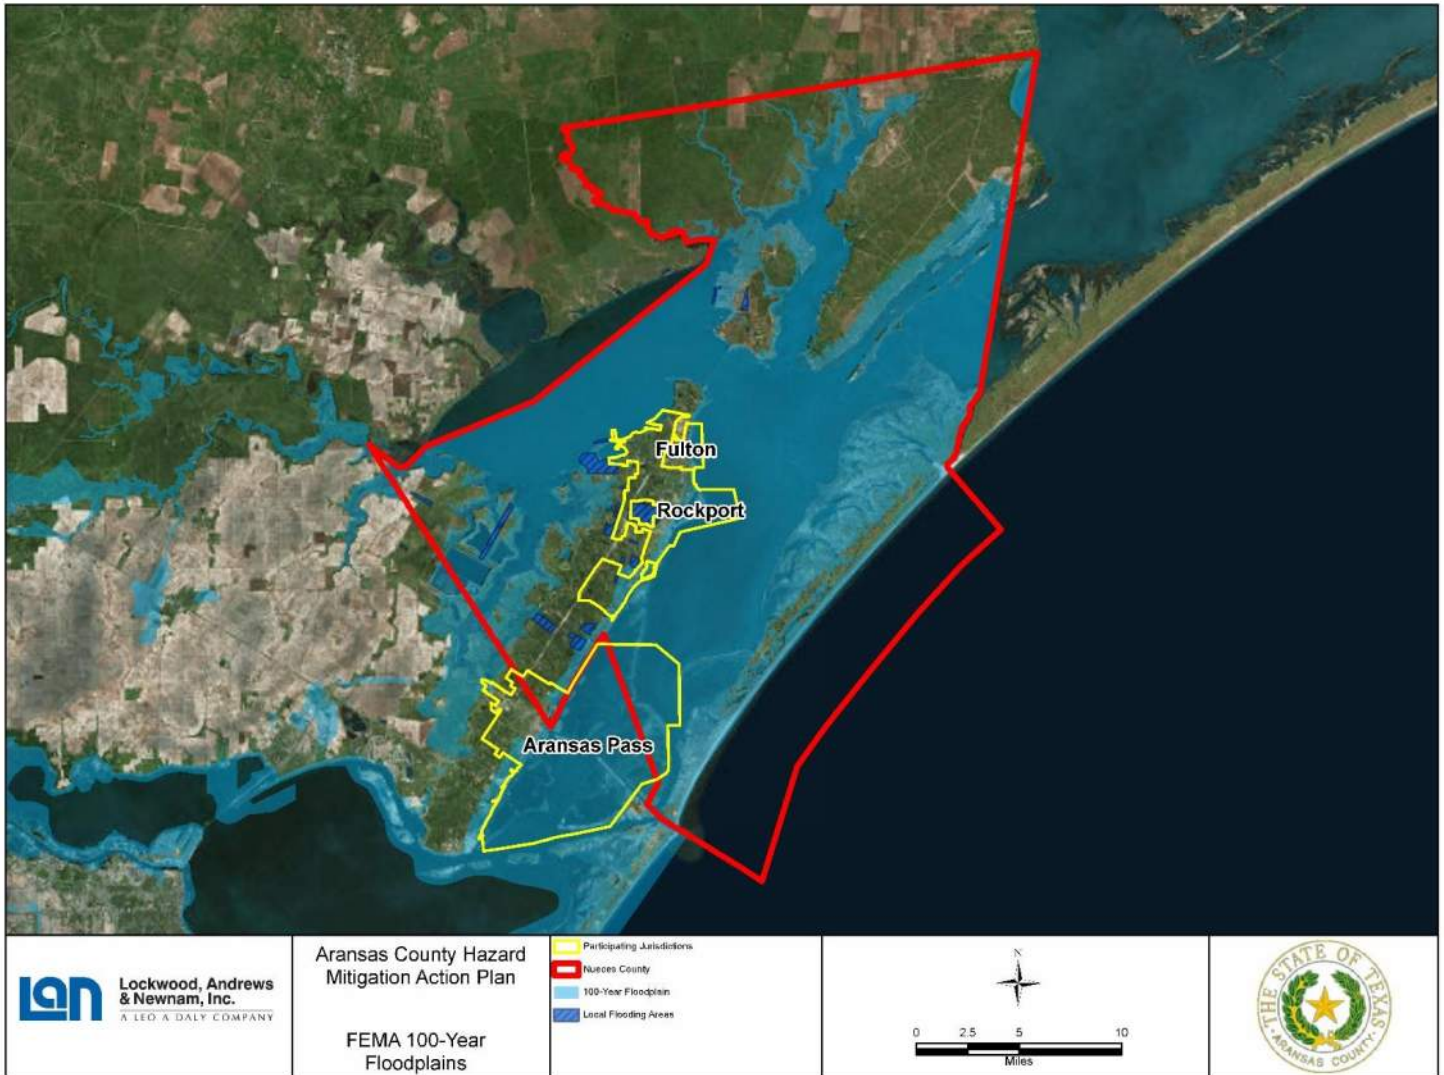 Fulton
Rockport
Aransas Pass
LAN
Lockwood, Andrews
& Newnam, Inc.
A LEO A DALY COMPANY
Aransas County Hazard
Mitigation Action Plan
FEMA 100-Year
Floodplains
Participating Jurisdictions
Nueces County
100-Year Floodplain
Local Flooding Areas
N
0 2.5 5 10
Miles
THE STATE OF TEXAS
ARANSAS COUNTY